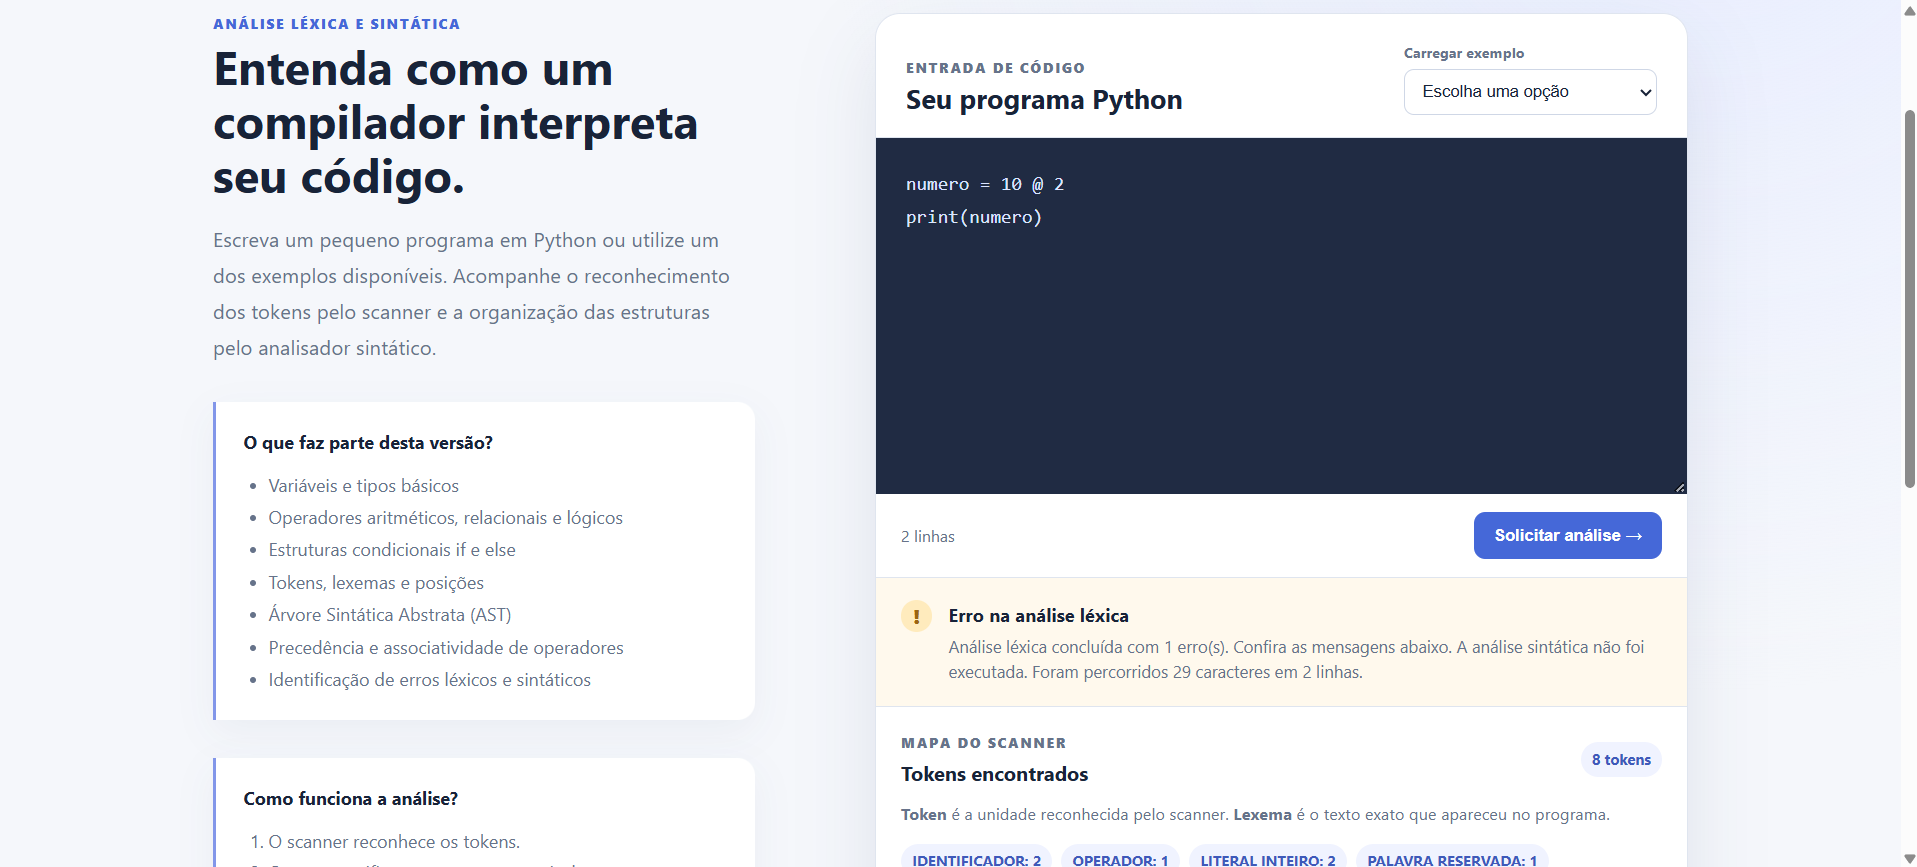 ANÁLISE LÉXICA E SINTÁTICA
Entenda como um
compilador interpreta
seu código.
Escreva um pequeno programa em Python ou utilize um
dos exemplos disponíveis. Acompanhe o reconhecimento
dos tokens pelo scanner e a organização das estruturas
pelo analisador sintático.
O que faz parte desta versão?
• Variáveis e tipos básicos
• Operadores aritméticos, relacionais e lógicos
• Estruturas condicionais if e else
• Tokens, lexemas e posições
• Árvore Sintática Abstrata (AST)
• Precedência e associatividade de operadores
• Identificação de erros léxicos e sintáticos
Como funciona a análise?
1. O scanner reconhece os tokens.
ENTRADA DE CÓDIGO
Seu programa Python
Carregar exemplo
Escolha uma opção
numero = 10 @ 2
print(numero)
2 linhas
Solicitar análise →
! Erro na análise léxica
Análise léxica concluída com 1 erro(s). Confira as mensagens abaixo. A análise sintática não foi
executada. Foram percorridos 29 caracteres em 2 linhas.
MAPA DO SCANNER
Tokens encontrados
8 tokens
Token é a unidade reconhecida pelo scanner. Lexema é o texto exato que apareceu no programa.
IDENTIFICADOR: 2
OPERADOR: 1
LITERAL INTEIRO: 2
PALAVRA RESERVADA: 1